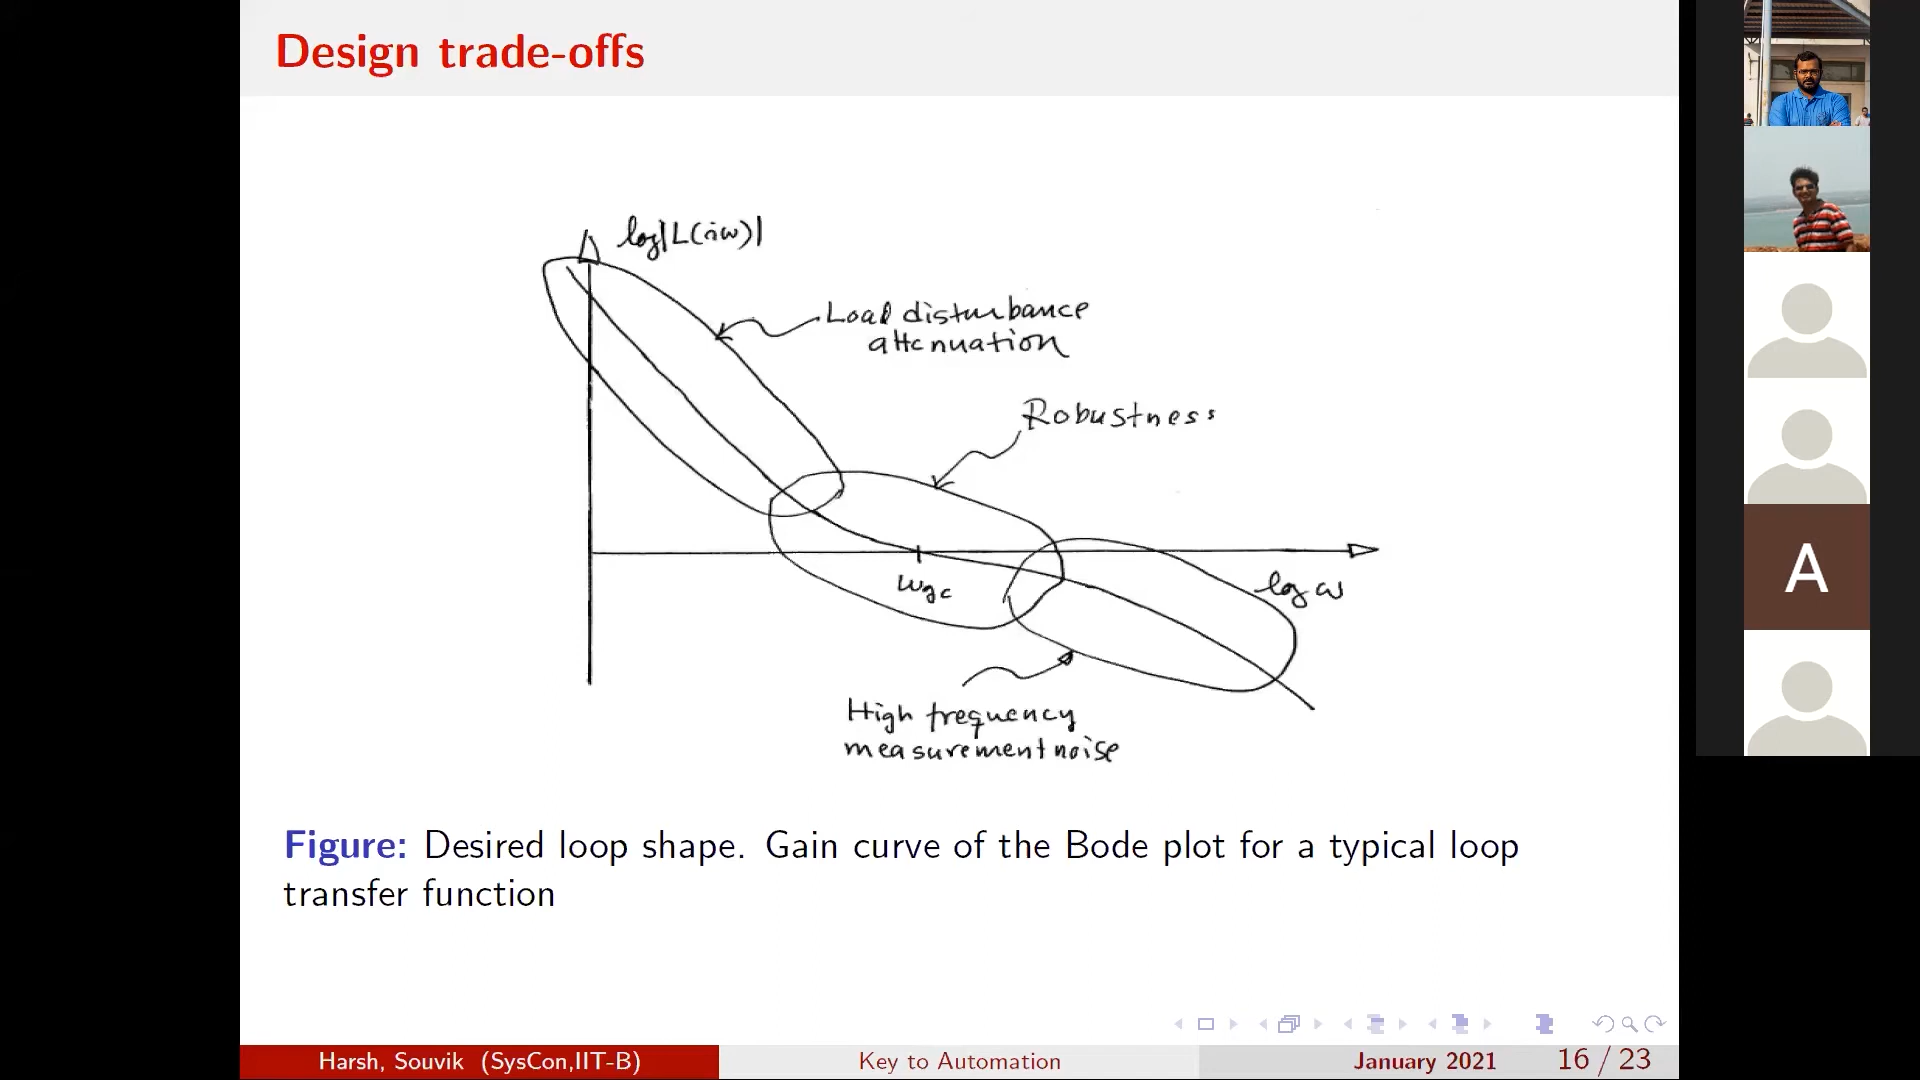 Design trade-offs
log|L(iω)|
Load disturbance
attenuation
Robustness
ωgc
log ω
High frequency
measurement noise
Figure: Desired loop shape. Gain curve of the Bode plot for a typical loop
transfer function
Harsh, Souvik (SysCon,IIT-B)
Key to Automation
January 2021
16 / 23
A